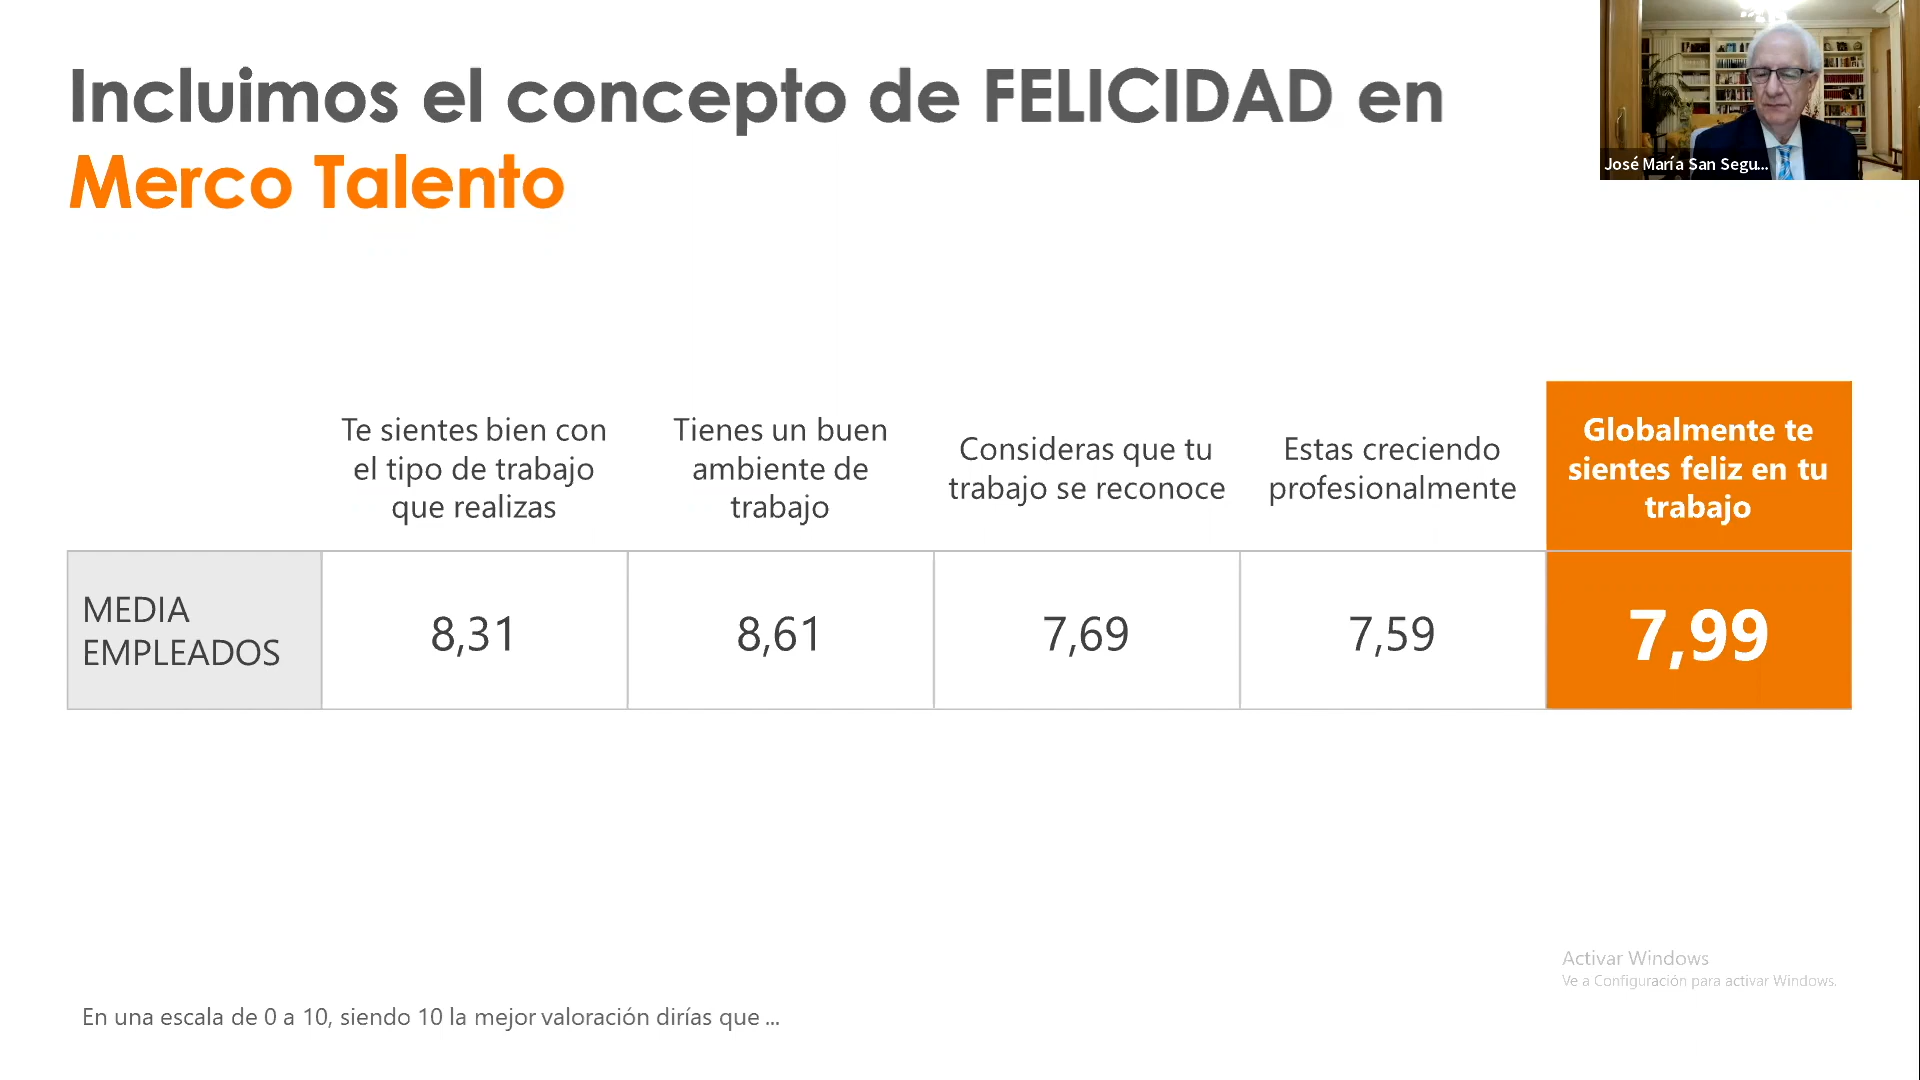 Incluimos el concepto de FELICIDAD en
Merco Talento
José María San Segu...
Te sientes bien con
el tipo de trabajo
que realizas
Tienes un buen
ambiente de
trabajo
Consideras que tu
trabajo se reconoce
Estas creciendo
profesionalmente
Globalmente te
sientes feliz en tu
trabajo
MEDIA
EMPLEADOS
8,31
8,61
7,69
7,59
7,99
Activar Windows
Ve a Configuración para activar Windows.
En una escala de 0 a 10, siendo 10 la mejor valoración dirías que ...